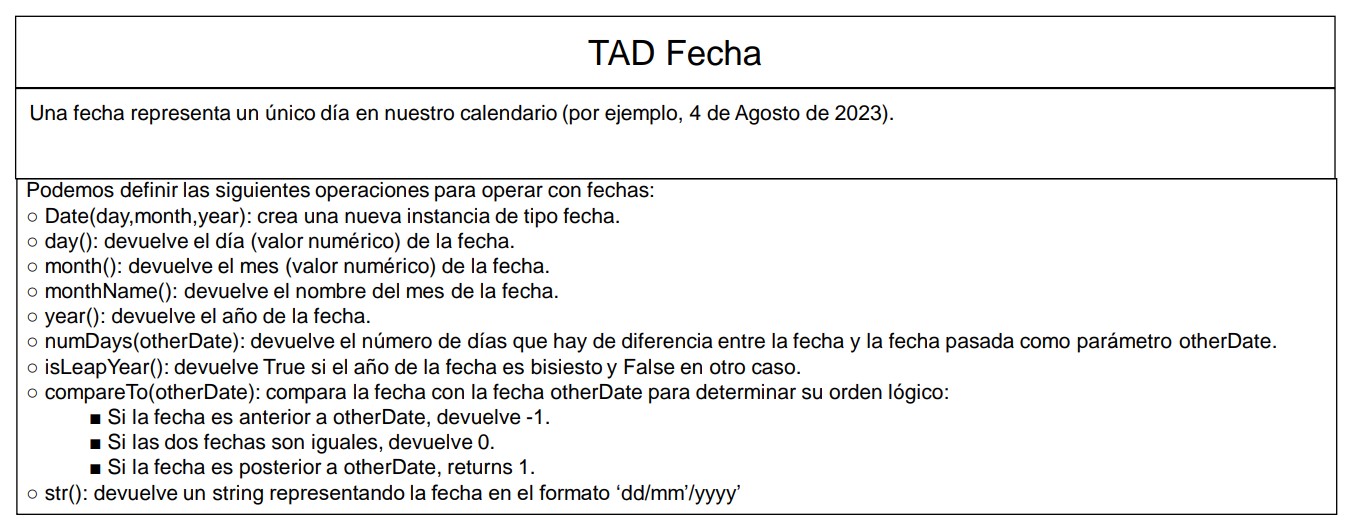 TAD Fecha
Una fecha representa un único día en nuestro calendario (por ejemplo, 4 de Agosto de 2023).
Podemos definir las siguientes operaciones para operar con fechas:
○ Date(day,month,year): crea una nueva instancia de tipo fecha.
○ day(): devuelve el día (valor numérico) de la fecha.
○ month(): devuelve el mes (valor numérico) de la fecha.
○ monthName(): devuelve el nombre del mes de la fecha.
○ year(): devuelve el año de la fecha.
○ numDays(otherDate): devuelve el número de días que hay de diferencia entre la fecha y la fecha pasada como parámetro otherDate.
○ isLeapYear(): devuelve True si el año de la fecha es bisiesto y False en otro caso.
○ compareTo(otherDate): compara la fecha con la fecha otherDate para determinar su orden lógico:
■ Si la fecha es anterior a otherDate, devuelve -1.
■ Si las dos fechas son iguales, devuelve 0.
■ Si la fecha es posterior a otherDate, returns 1.
○ str(): devuelve un string representando la fecha en el formato ‘dd/mm’/yyyy’